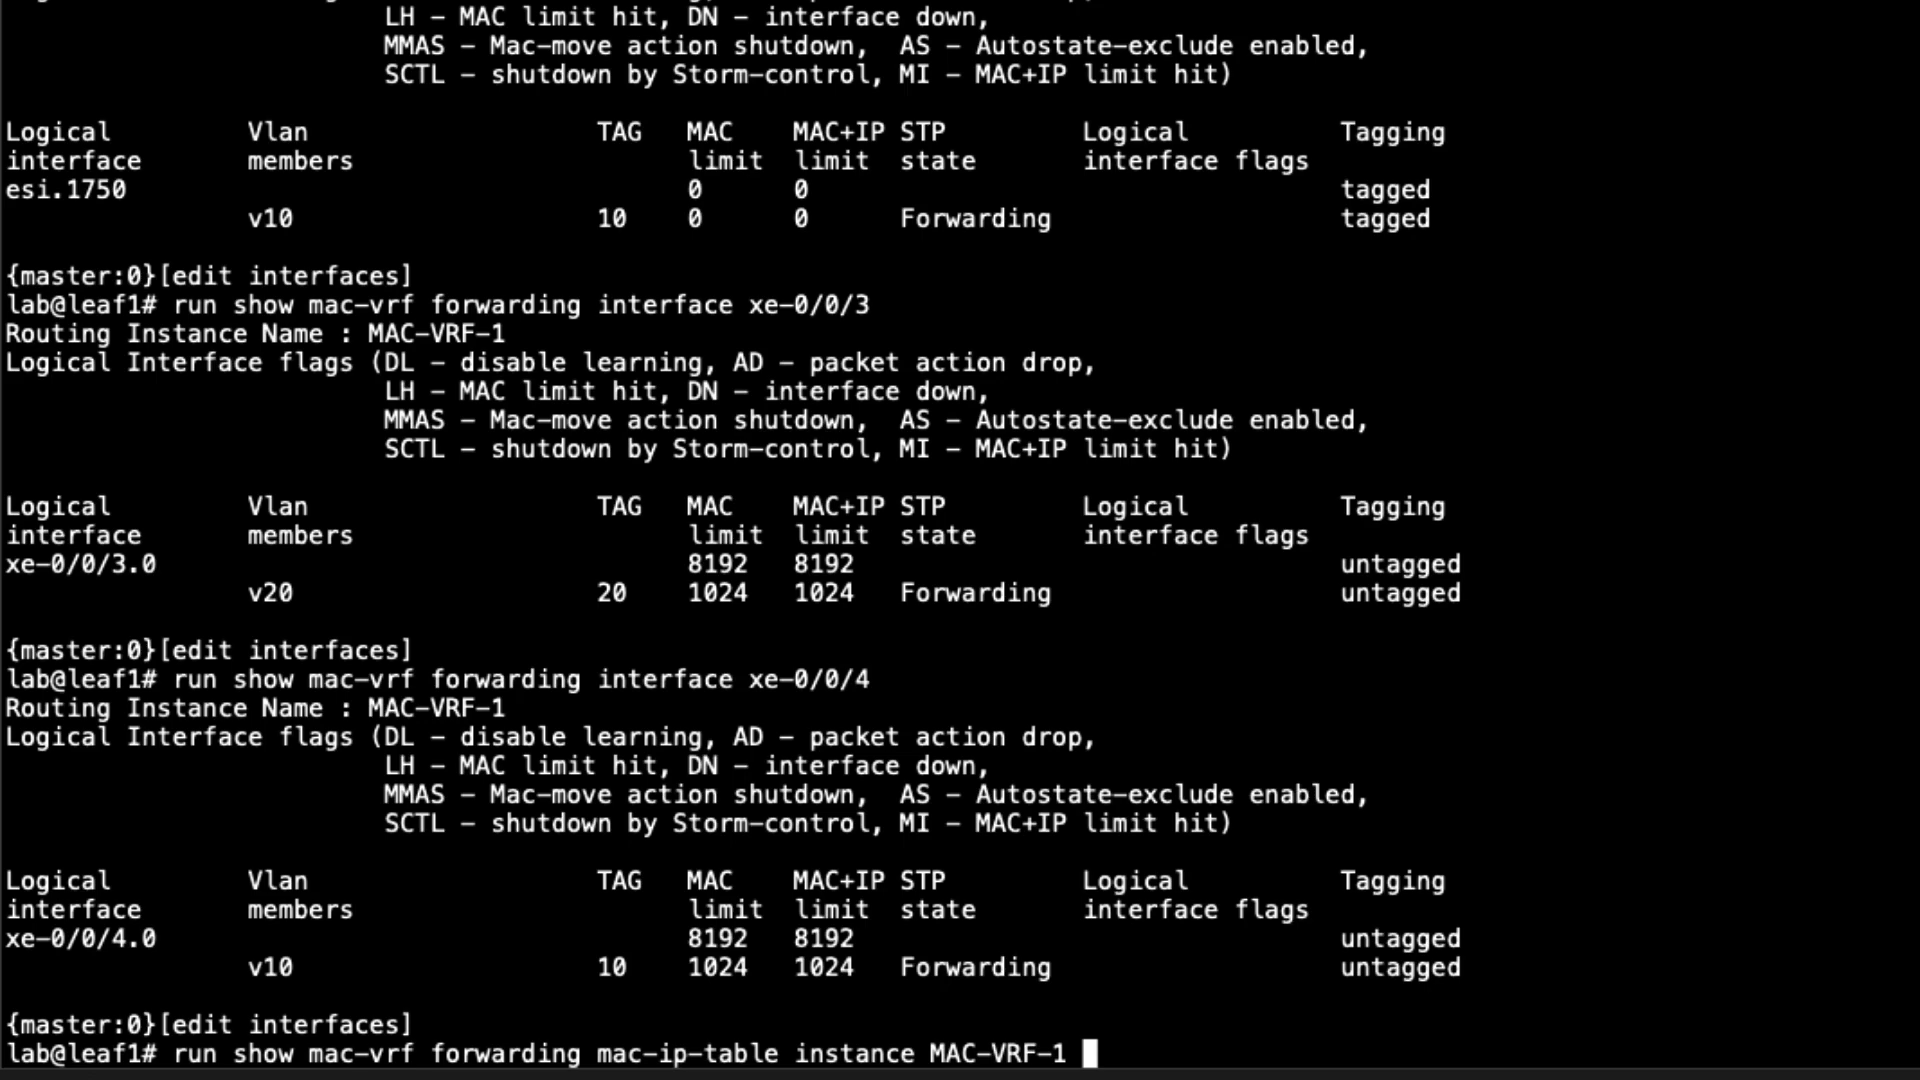 LH - MAC limit hit, DN - interface down,
MMAS - Mac-move action shutdown,  AS - Autostate-exclude enabled,
SCTL - shutdown by Storm-control, MI - MAC+IP limit hit)
Logical Vlan TAG MAC MAC+IP STP Logical Tagging
interface members limit limit state interface flags
esi.1750 0 0 tagged
v10 10 0 0 Forwarding tagged
{master:0}[edit interfaces]
lab@leaf1# run show mac-vrf forwarding interface xe-0/0/3
Routing Instance Name : MAC-VRF-1
Logical Interface flags (DL - disable learning, AD - packet action drop,
LH - MAC limit hit, DN - interface down,
MMAS - Mac-move action shutdown,  AS - Autostate-exclude enabled,
SCTL - shutdown by Storm-control, MI - MAC+IP limit hit)
Logical Vlan TAG MAC MAC+IP STP Logical Tagging
interface members limit limit state interface flags
xe-0/0/3.0 8192 8192 untagged
v20 20 1024 1024 Forwarding untagged
{master:0}[edit interfaces]
lab@leaf1# run show mac-vrf forwarding interface xe-0/0/4
Routing Instance Name : MAC-VRF-1
Logical Interface flags (DL - disable learning, AD - packet action drop,
LH - MAC limit hit, DN - interface down,
MMAS - Mac-move action shutdown,  AS - Autostate-exclude enabled,
SCTL - shutdown by Storm-control, MI - MAC+IP limit hit)
Logical Vlan TAG MAC MAC+IP STP Logical Tagging
interface members limit limit state interface flags
xe-0/0/4.0 8192 8192 untagged
v10 10 1024 1024 Forwarding untagged
{master:0}[edit interfaces]
lab@leaf1# run show mac-vrf forwarding mac-ip-table instance MAC-VRF-1